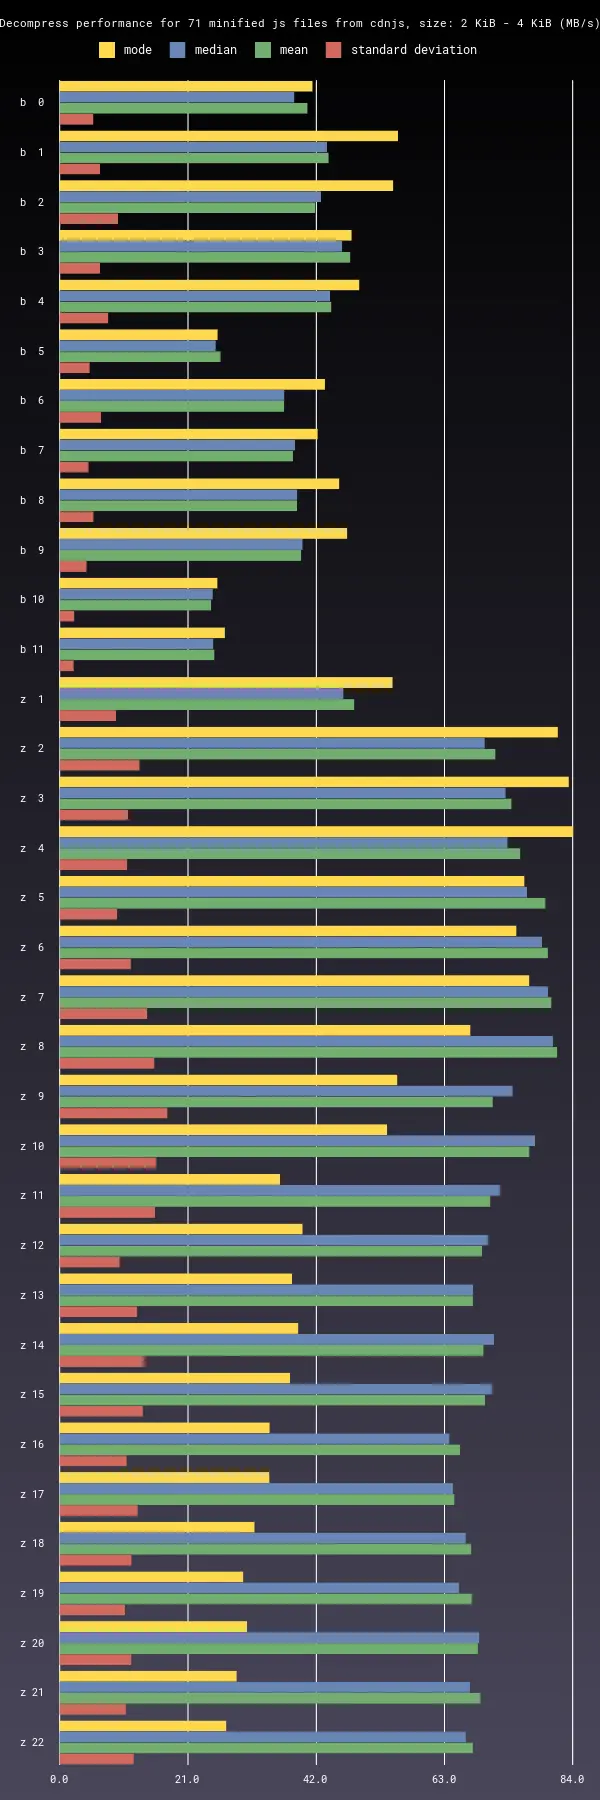 Decompress performance for 71 minified js files from cdnjs, size: 2 KiB - 4 KiB (MB/s)
mode median mean standard deviation
b 0
b 1
b 2
b 3
b 4
b 5
b 6
b 7
b 8
b 9
b 10
b 11
z 1
z 2
z 3
z 4
z 5
z 6
z 7
z 8
z 9
z 10
z 11
z 12
z 13
z 14
z 15
z 16
z 17
z 18
z 19
z 20
z 21
z 22
0.0 21.0 42.0 63.0 84.0